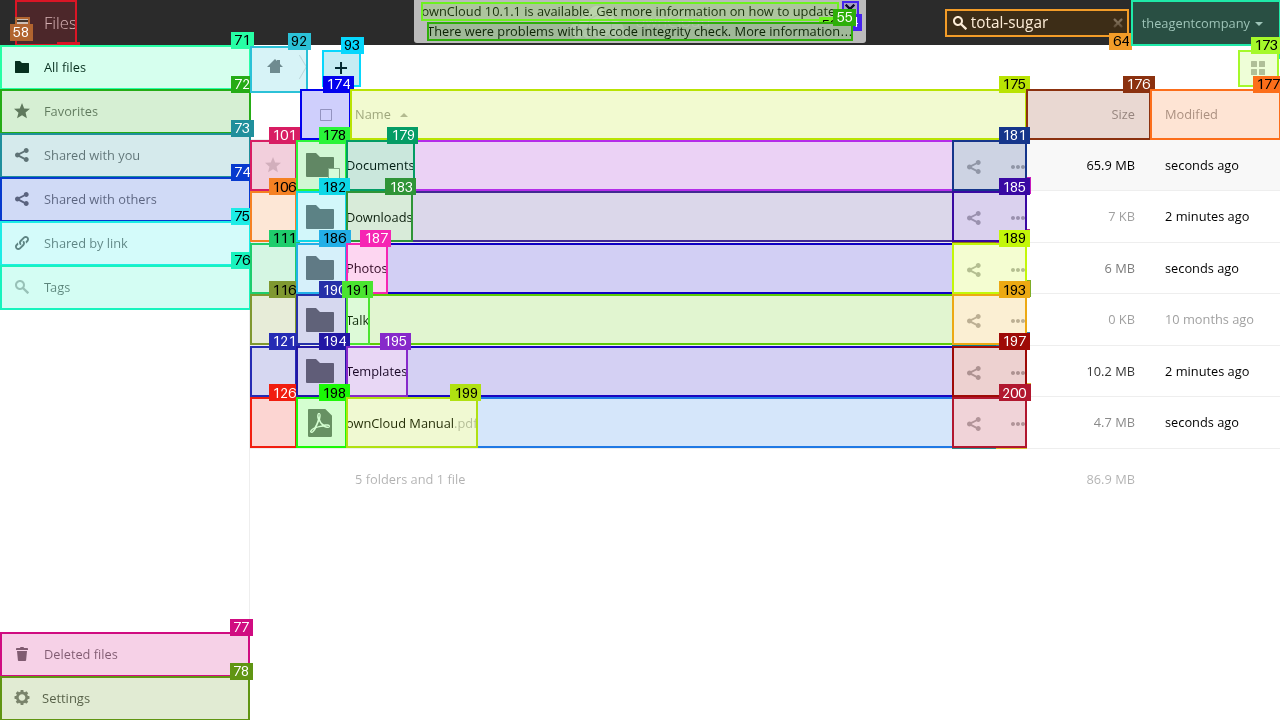 Files
ownCloud 10.1.1 is available. Get more information on how to update.
There were problems with the code integrity check. More information...
total-sugar
theagentcompany
58
55
64
71
92
93
173
All files
72
174
175
176
177
Favorites
Name
Size
Modified
73
101
178
179
181
Shared with you
Documents
65.9 MB
seconds ago
74
106
182
183
185
Shared with others
Downloads
7 KB
2 minutes ago
75
111
186
187
189
Shared by link
Photos
6 MB
seconds ago
76
116
190
191
193
Tags
Talk
0 KB
10 months ago
121
194
195
197
Templates
10.2 MB
2 minutes ago
126
198
199
200
ownCloud Manual.pdf
4.7 MB
seconds ago
5 folders and 1 file
86.9 MB
77
Deleted files
78
Settings